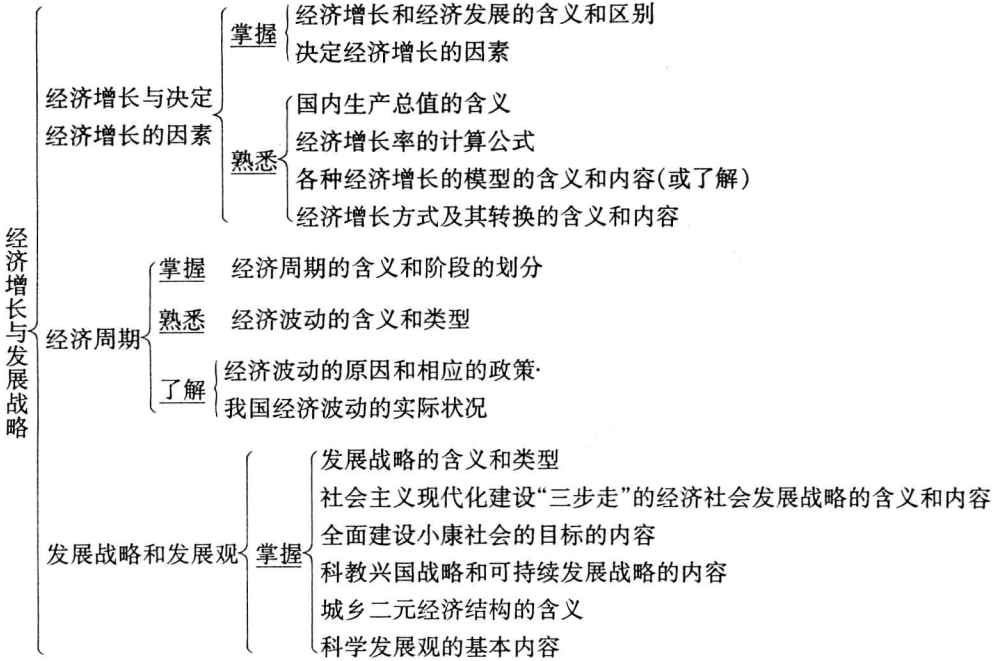 经济增长与发展战略
经济增长与决定
经济增长的因素
掌握
经济增长和经济发展的含义和区别
决定经济增长的因素
熟悉
国内生产总值的含义
经济增长率的计算公式
各种经济增长的模型的含义和内容(或了解)
经济增长方式及其转换的含义和内容
经济周期
掌握 经济周期的含义和阶段的划分
熟悉 经济波动的含义和类型
了解
经济波动的原因和相应的政策·
我国经济波动的实际状况
发展战略和发展观
掌握
发展战略的含义和类型
社会主义现代化建设“三步走”的经济社会发展战略的含义和内容
全面建设小康社会的目标的内容
科教兴国战略和可持续发展战略的内容
城乡二元经济结构的含义
科学发展观的基本内容